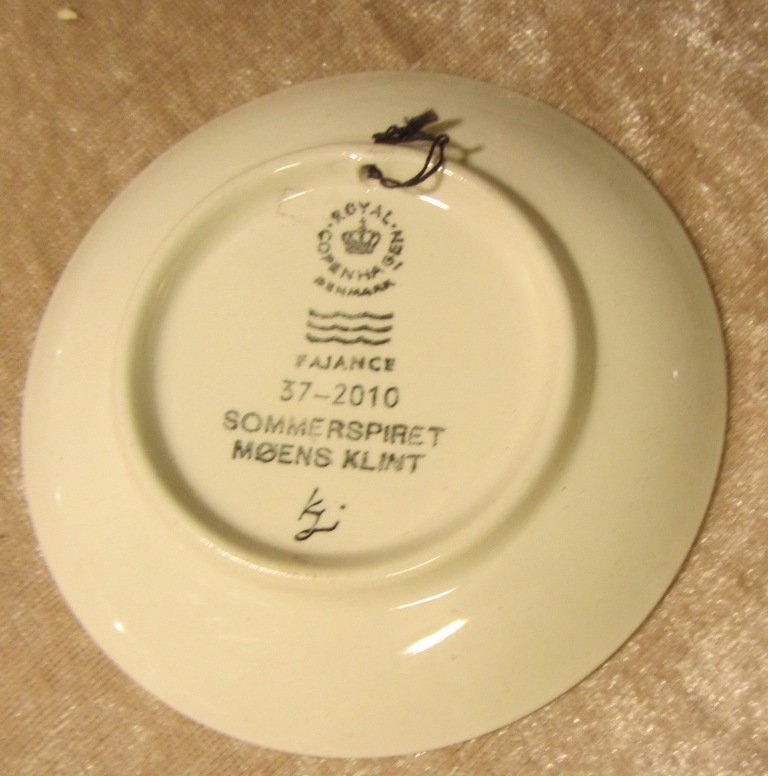 ROYAL
COPENHAGEN
DENMARK
FAJANCE
37-2010
SOMMERSPIRET
MØENS KLINT